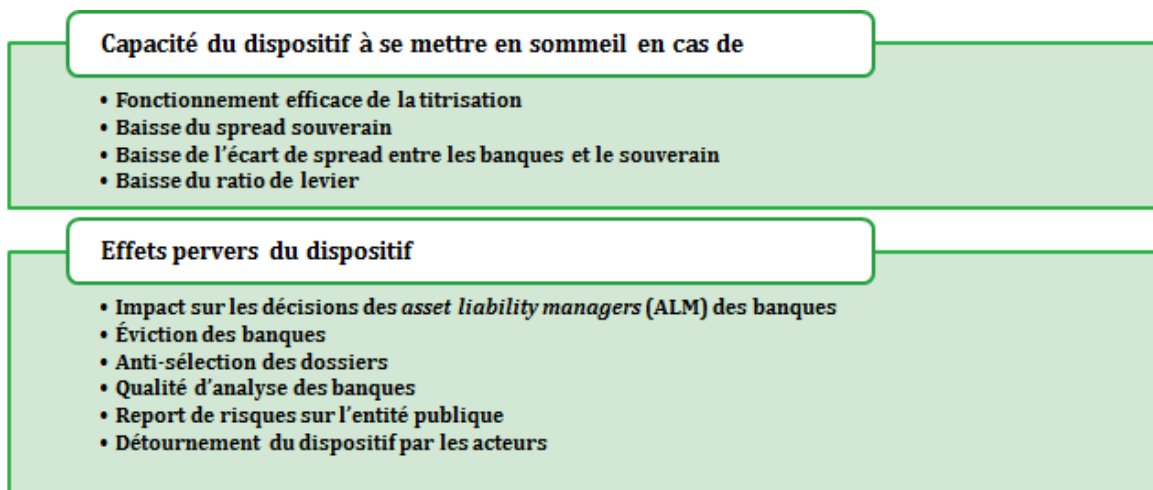 Capacité du dispositif à se mettre en sommeil en cas de
• Fonctionnement efficace de la titrisation
• Baisse du spread souverain
• Baisse de l'écart de spread entre les banques et le souverain
• Baisse du ratio de levier
Effets pervers du dispositif
• Impact sur les décisions des asset liability managers (ALM) des banques
• Éviction des banques
• Anti-sélection des dossiers
• Qualité d'analyse des banques
• Report de risques sur l'entité publique
• Détournement du dispositif par les acteurs